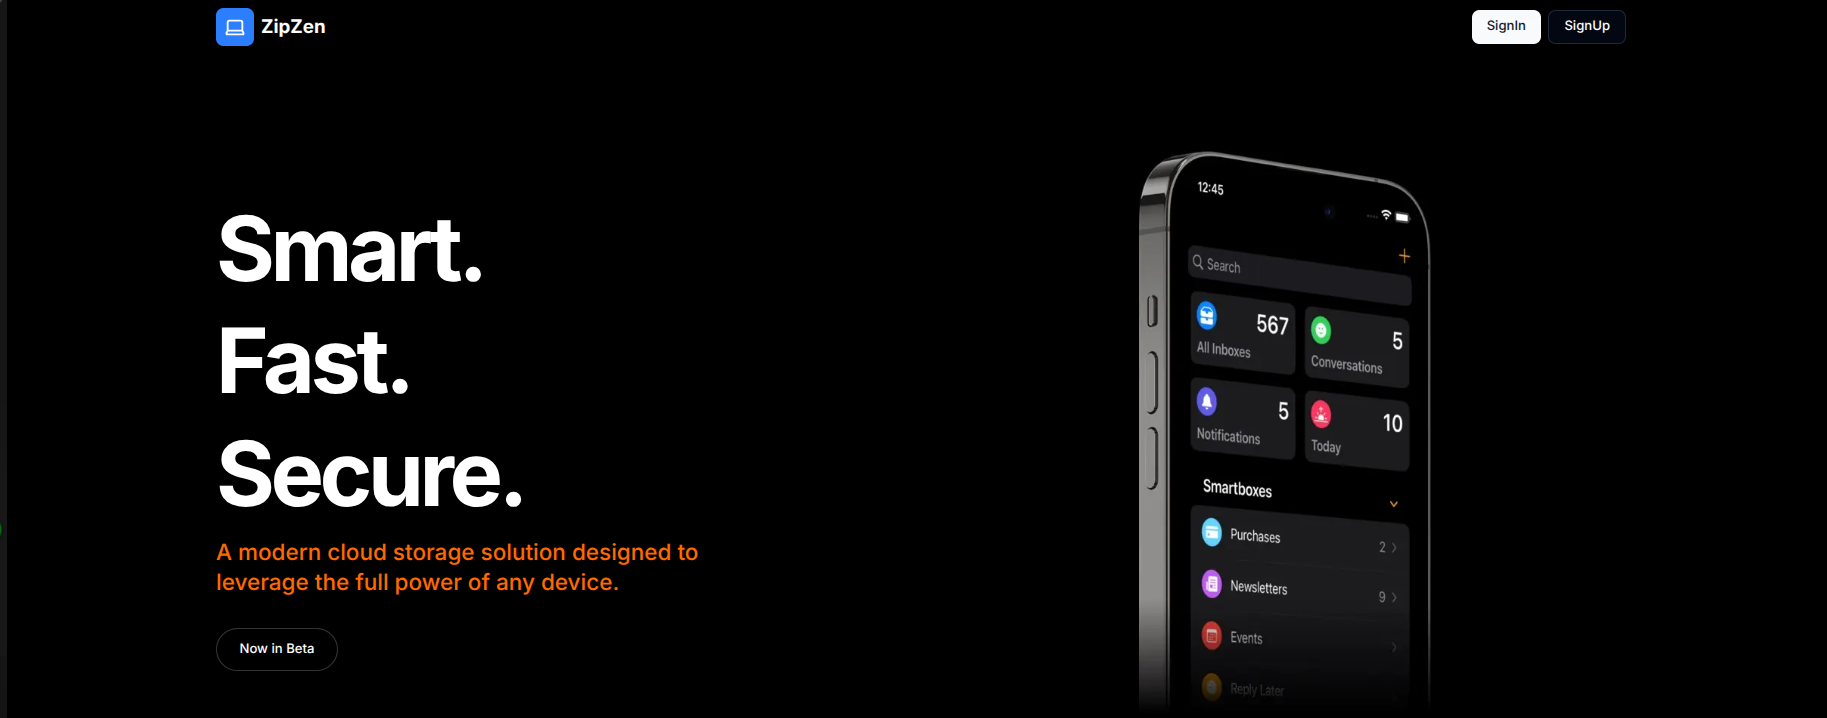 ZipZen
SignIn
SignUp
Smart.
Fast.
Secure.
A modern cloud storage solution designed to
leverage the full power of any device.
Now in Beta
12:45
Search
567
All Inboxes
5
Conversations
5
Notifications
10
Today
Smartboxes
Purchases 2
Newsletters 9
Events
Reply Later